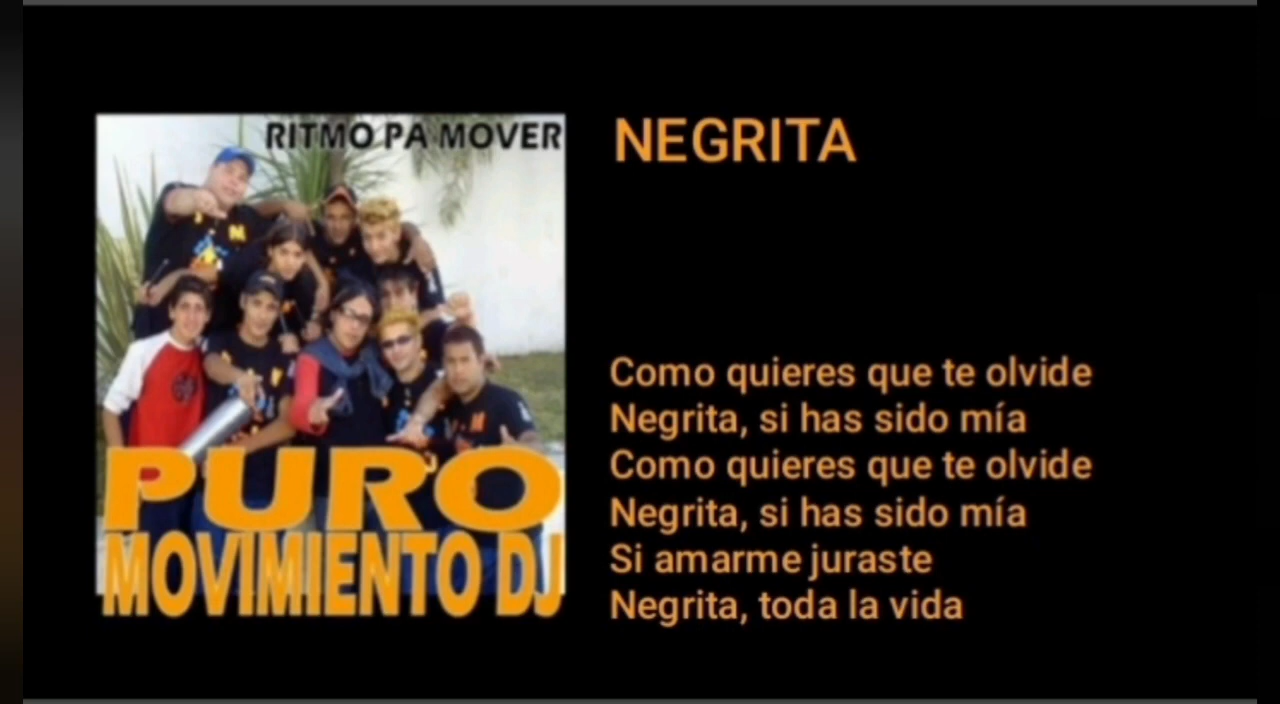 RITMO PA MOVER
PURO
MOVIMIENTO DJ
NEGRITA
Como quieres que te olvide
Negrita, si has sido mía
Como quieres que te olvide
Negrita, si has sido mía
Si amarme juraste
Negrita, toda la vida